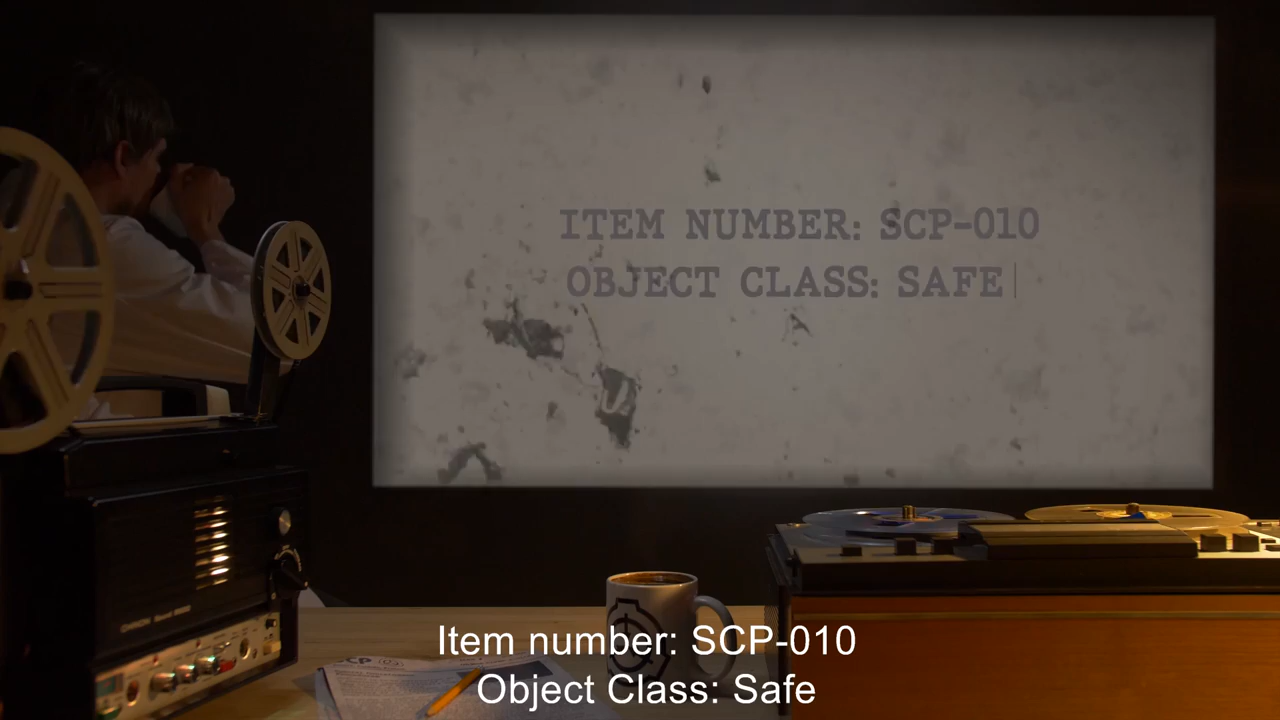 ITEM NUMBER: SCP-010
OBJECT CLASS: SAFE
Item number: SCP-010
Object Class: Safe